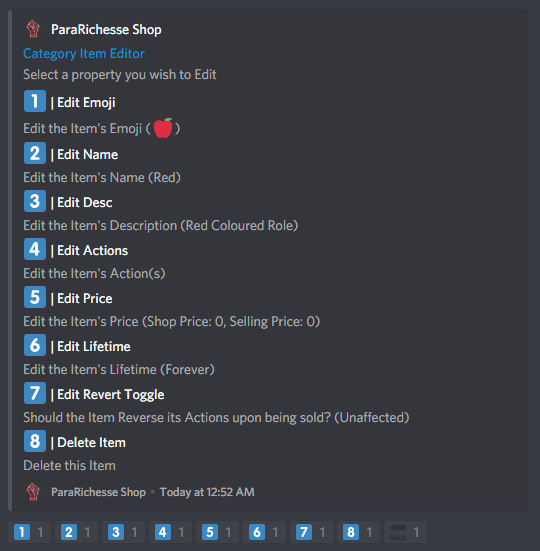 ParaRichesse Shop
Category Item Editor
Select a property you wish to Edit
1 | Edit Emoji
Edit the Item's Emoji ( )
2 | Edit Name
Edit the Item's Name (Red)
3 | Edit Desc
Edit the Item's Description (Red Coloured Role)
4 | Edit Actions
Edit the Item's Action(s)
5 | Edit Price
Edit the Item's Price (Shop Price: 0, Selling Price: 0)
6 | Edit Lifetime
Edit the Item's Lifetime (Forever)
7 | Edit Revert Toggle
Should the Item Reverse its Actions upon being sold? (Unaffected)
8 | Delete Item
Delete this Item
ParaRichesse Shop • Today at 12:52 AM
1 1 2 1 3 1 4 1 5 1 6 1 7 1 8 1 BACK 1